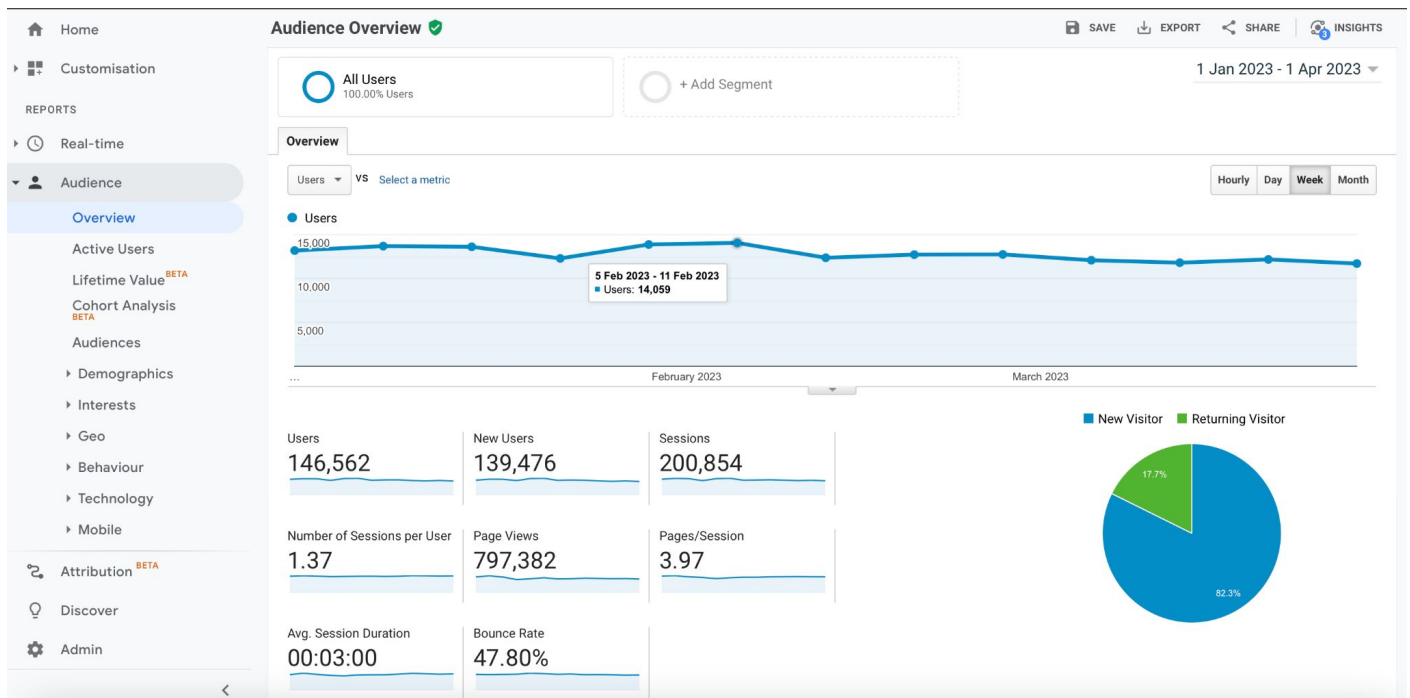 Home
Customisation
REPORTS
Real-time
Audience
Overview
Active Users
Lifetime Value BETA
Cohort Analysis
BETA
Audiences
Demographics
Interests
Geo
Behaviour
Technology
Mobile
Attribution BETA
Discover
Admin
Audience Overview
SAVE EXPORT SHARE 3 INSIGHTS
All Users
100.00% Users
+ Add Segment
1 Jan 2023 - 1 Apr 2023
Overview
Users VS Select a metric
Hourly Day Week Month
Users
15,000
10,000
5,000
5 Feb 2023 - 11 Feb 2023
Users: 14,059
... February 2023 March 2023
Users
146,562
New Users
139,476
Sessions
200,854
Number of Sessions per User
1.37
Page Views
797,382
Pages/Session
3.97
Avg. Session Duration
00:03:00
Bounce Rate
47.80%
New Visitor Returning Visitor
17.7%
82.3%